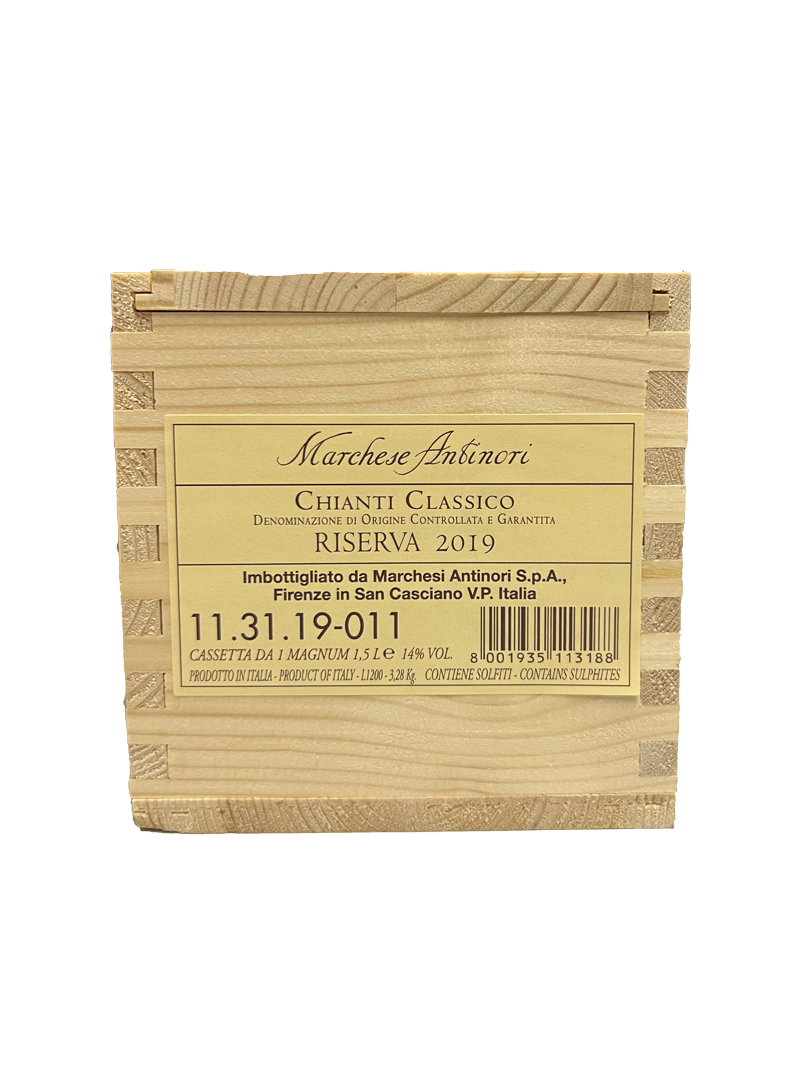 Marchese Antinori
CHIANTI CLASSICO
DENOMINAZIONE DI ORIGINE CONTROLLATA E GARANTITA
RISERVA 2019
Imbottigliato da Marchesi Antinori S.p.A.,
Firenze in San Casciano V.P. Italia
11.31.19-011
CASSETTA DA 1 MAGNUM 1,5 L e 14% VOL.
8 001935 113188
PRODOTTO IN ITALIA - PRODUCT OF ITALY - L1200 - 3,28 Kg. CONTIENE SOLFITI - CONTAINS SULPHITES